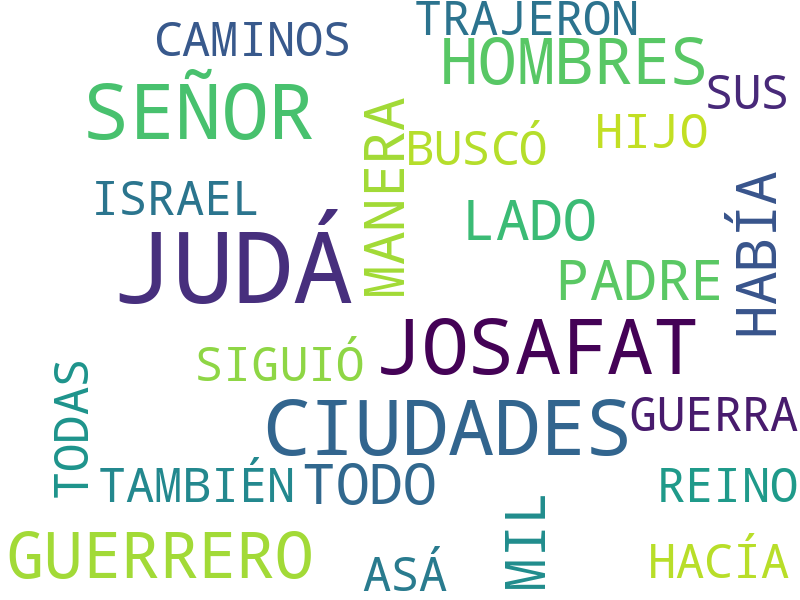 TRAJERON
CAMINOS
HOMBRES
SUS
SEÑOR
MANERA
BUSCÓ
HIJO
ISRAEL
LADO
HABÍA
JUDÁ
PADRE
SIGUIÓ
JOSAFAT
TODAS
CIUDADES
GUERRA
TAMBIÉN
TODO
REINO
GUERRERO
ASÁ
MIL
HACÍA